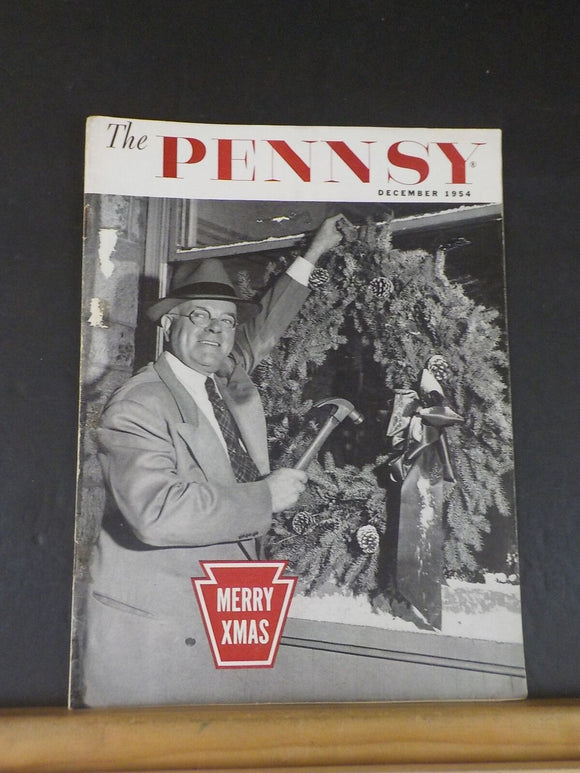 The PENNSY®
DECEMBER 1954
MERRY
XMAS